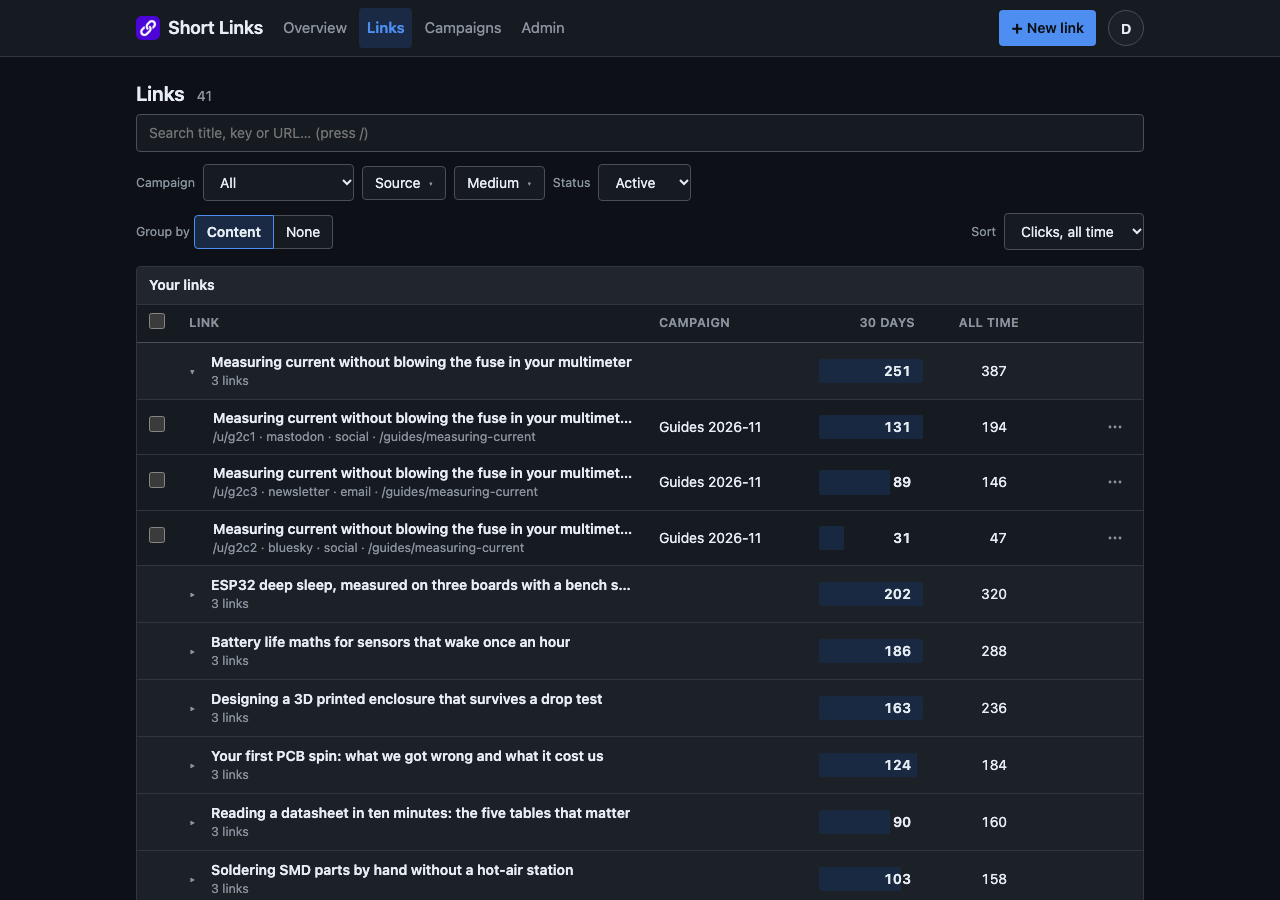 Short Links Overview Links Campaigns Admin + New link D
Links 41
Search title, key or URL... (press /)
Campaign All Source Medium Status Active
Group by Content None Sort Clicks, all time
Your links
LINK CAMPAIGN 30 DAYS ALL TIME
Measuring current without blowing the fuse in your multimeter
3 links
251 387
Measuring current without blowing the fuse in your multimet...
/u/g2c1 · mastodon · social · /guides/measuring-current
Guides 2026-11 131 194 ···
Measuring current without blowing the fuse in your multimet...
/u/g2c3 · newsletter · email · /guides/measuring-current
Guides 2026-11 89 146 ···
Measuring current without blowing the fuse in your multimet...
/u/g2c2 · bluesky · social · /guides/measuring-current
Guides 2026-11 31 47 ···
ESP32 deep sleep, measured on three boards with a bench s...
3 links
202 320
Battery life maths for sensors that wake once an hour
3 links
186 288
Designing a 3D printed enclosure that survives a drop test
3 links
163 236
Your first PCB spin: what we got wrong and what it cost us
3 links
124 184
Reading a datasheet in ten minutes: the five tables that matter
3 links
90 160
Soldering SMD parts by hand without a hot-air station
3 links
103 158